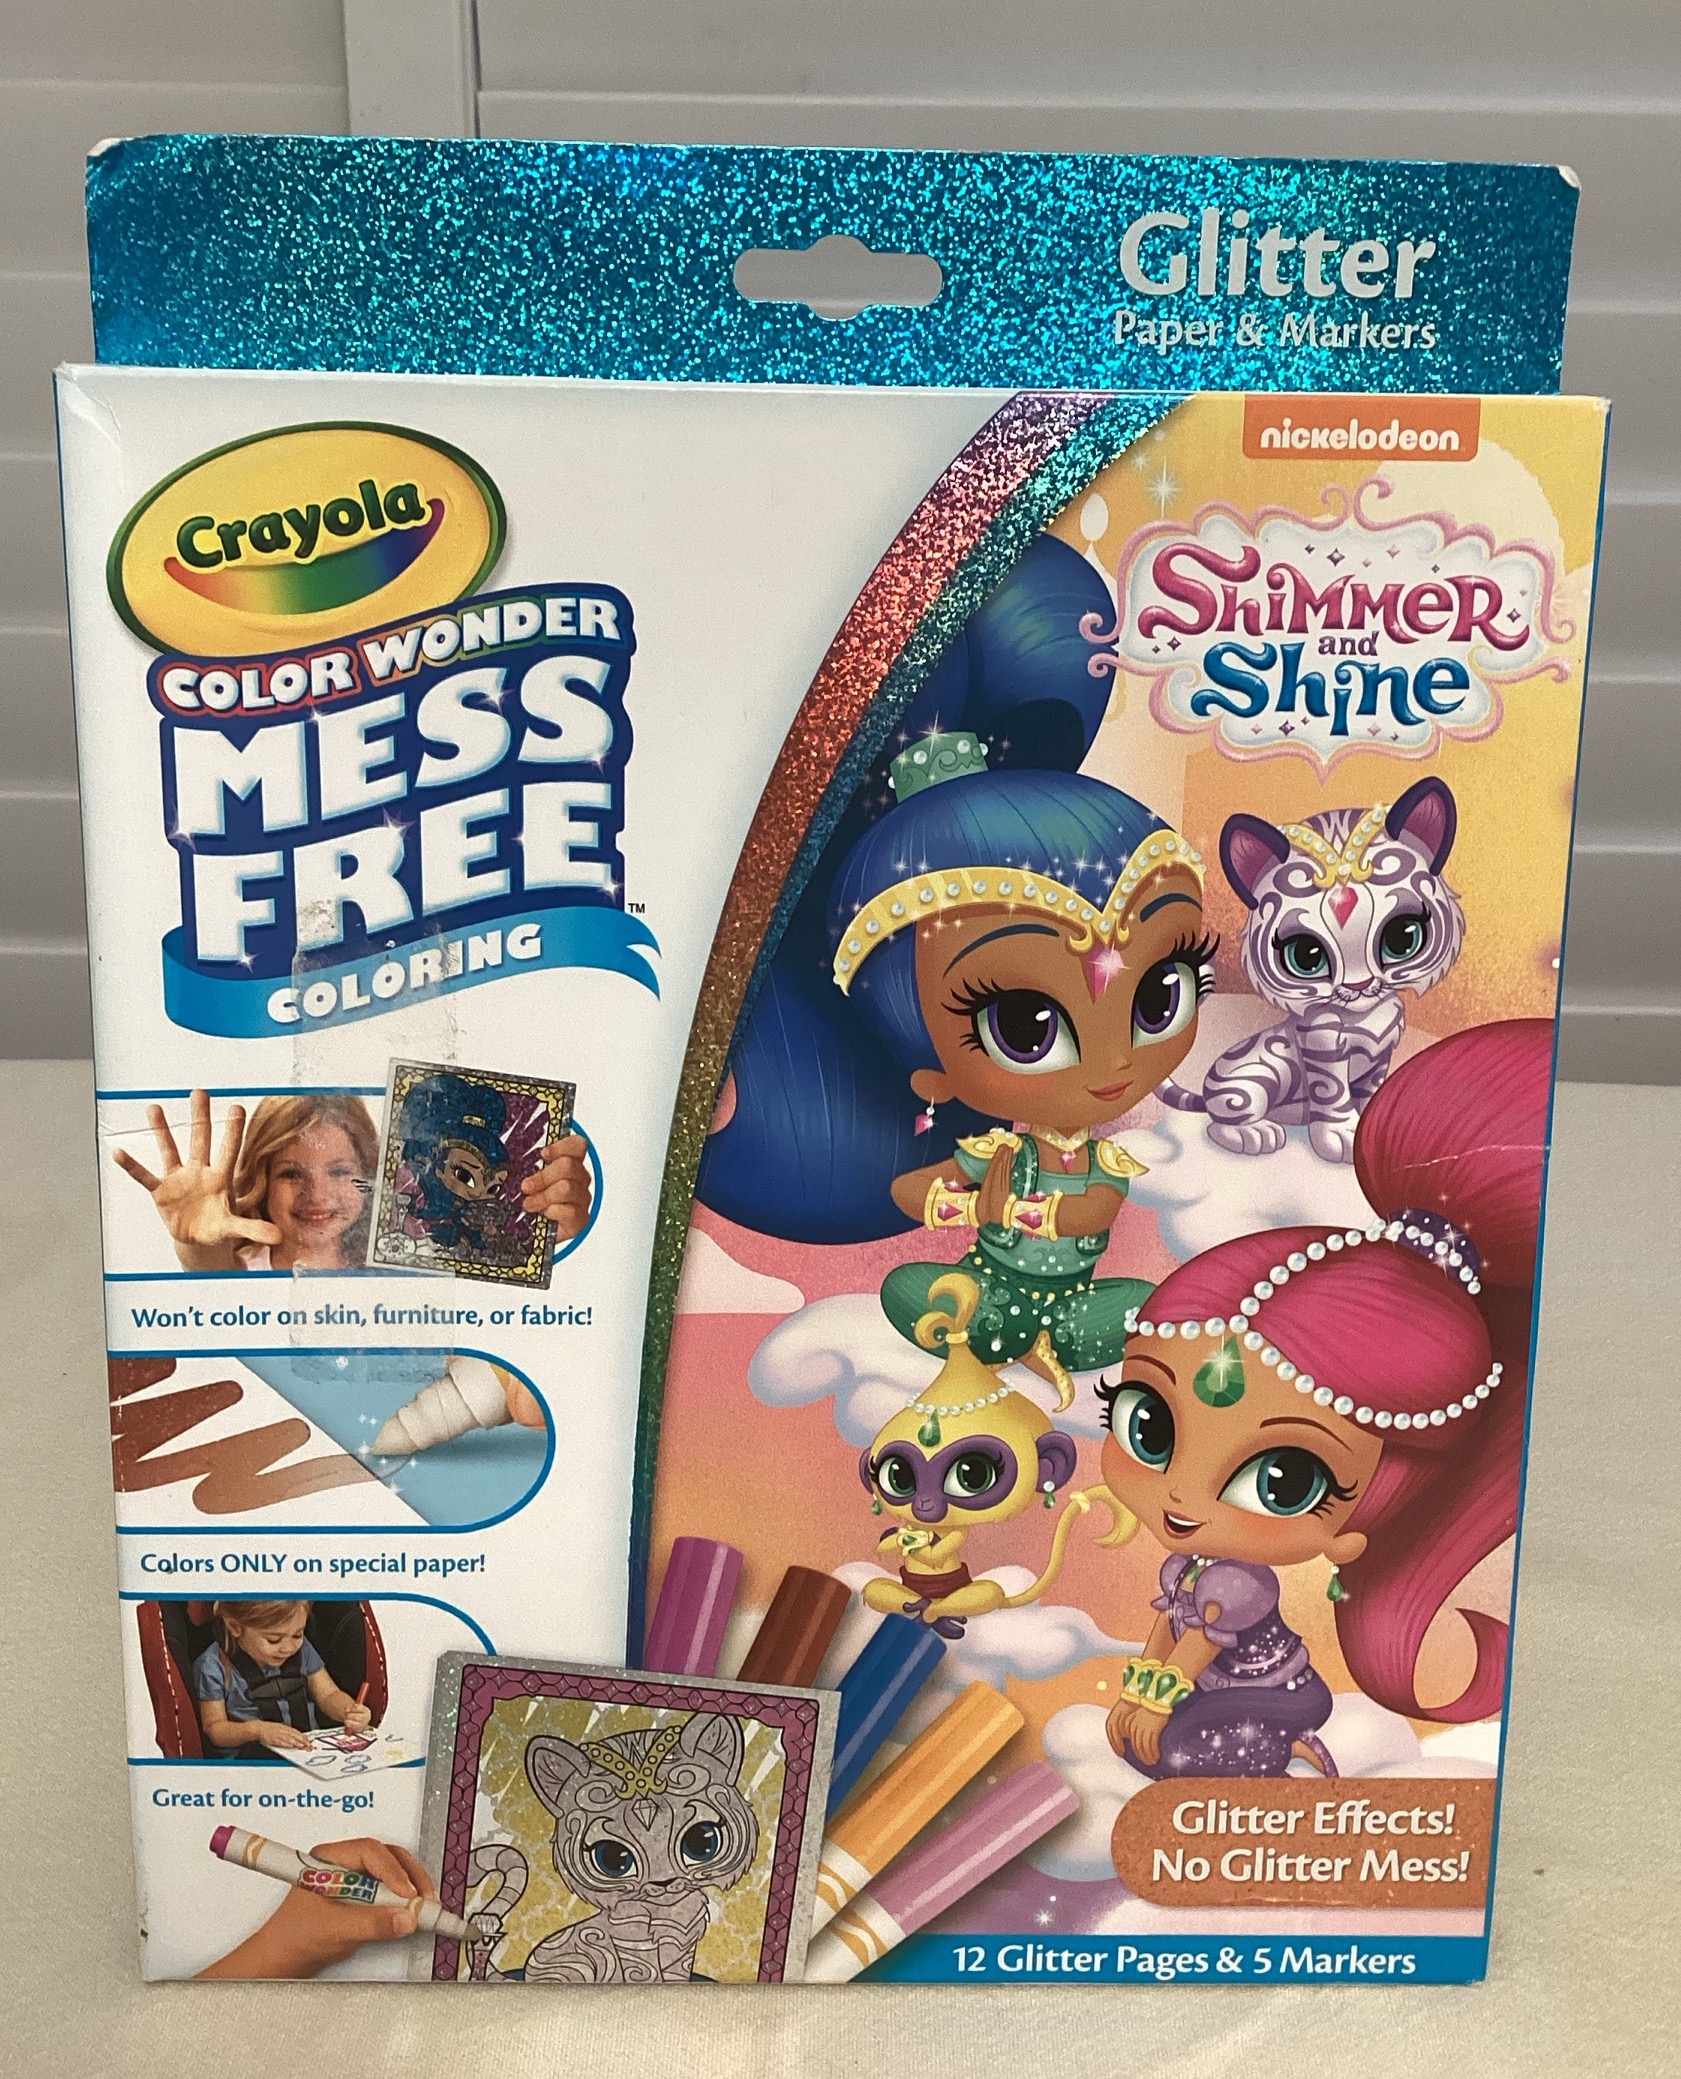 Glitter
Paper & Markers
nickelodeon
Crayola
COLOR WONDER
MESS
FREE™
COLORING
SHiMMER
and
Shine
Won't color on skin, furniture, or fabric!
Colors ONLY on special paper!
Great for on-the-go!
COLOR
WONDER
Glitter Effects!
No Glitter Mess!
12 Glitter Pages & 5 Markers